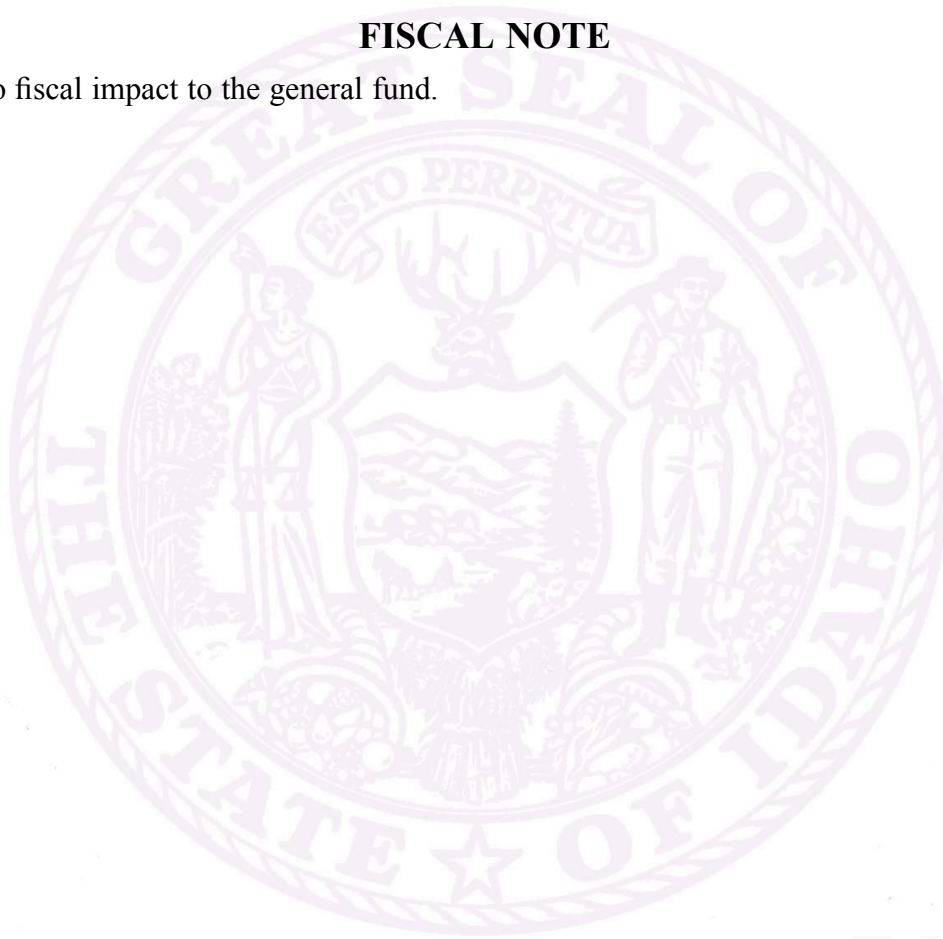 FISCAL NOTE
o fiscal impact to the general fund.
GREAT SEAL OF
THE STATE OF IDAHO
ESTO PERPETUA